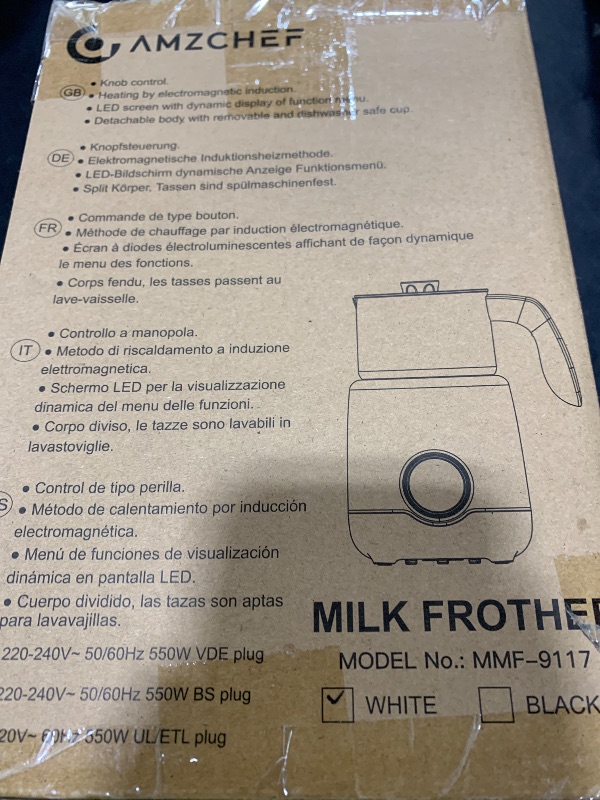 AMZCHEF
GB
• Knob control.
• Heating by electromagnetic induction.
• LED screen with dynamic display of function menu.
• Detachable body with removable and dishwasher safe cup.
DE
• Knopfsteuerung.
• Elektromagnetische Induktionsheizmethode.
• LED-Bildschirm dynamische Anzeige Funktionsmenü.
• Split Körper, Tassen sind spülmaschinenfest.
FR
• Commande de type bouton.
• Méthode de chauffage par induction électromagnétique.
• Écran à diodes électroluminescentes affichant de façon dynamique
le menu des fonctions.
• Corps fendu, les tasses passent au
lave-vaisselle.
IT
• Controllo a manopola.
• Metodo di riscaldamento a induzione
elettromagnetica.
• Schermo LED per la visualizzazione
dinamica del menu delle funzioni.
• Corpo diviso, le tazze sono lavabili in
lavastoviglie.
S
• Control de tipo perilla.
• Método de calentamiento por inducción
electromagnética.
• Menú de funciones de visualización
dinámica en pantalla LED.
• Cuerpo dividido, las tazas son aptas
para lavavajillas.
220-240V~ 50/60Hz 550W VDE plug
220-240V~ 50/60Hz 550W BS plug
20V~ 60Hz 550W UL/ETL plug
MILK FROTHE
MODEL No.: MMF-9117
WHITE BLACK